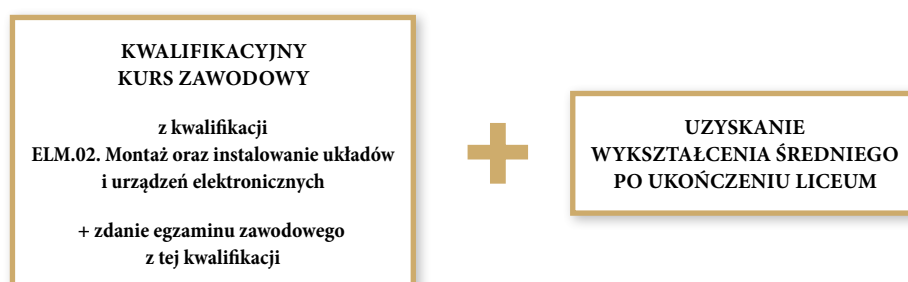 KWALIFIKACYJNY
KURS ZAWODOWY
z kwalifikacji
ELM.02. Montaż oraz instalowanie układów
i urządzeń elektronicznych
+ zdanie egzaminu zawodowego
z tej kwalifikacji
+
UZYSKANIE
WYKSZTAŁCENIA ŚREDNIEGO
PO UKOŃCZENIU LICEUM